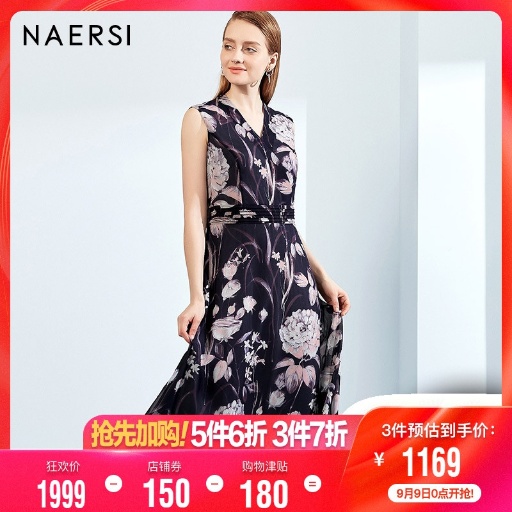 NAERSI
抢先加购! 5件6折 3件7折
3件预估到手价:
¥ 1169
9月9日0点开抢!
狂欢价 店铺券 购物津贴
1999 - 150 - 180 =